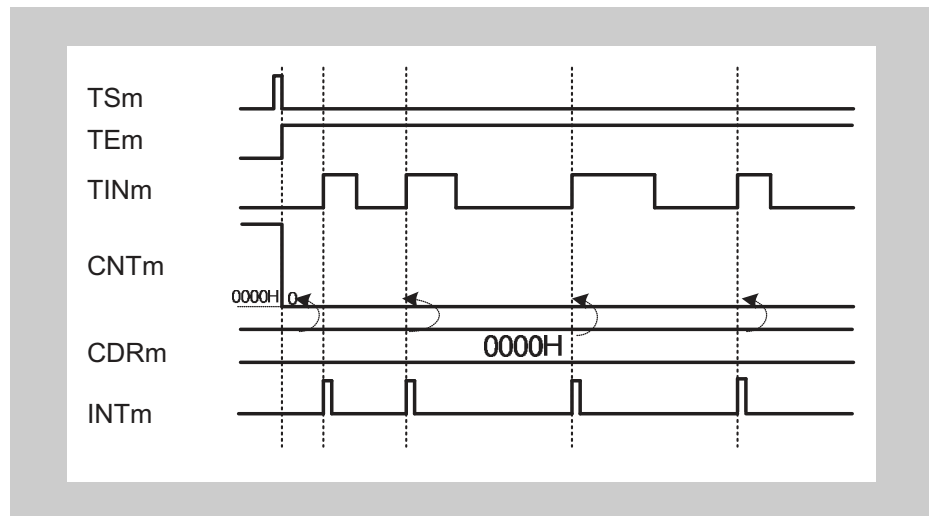 TSm
TEm
TINm
CNTm
0000H 0
CDRm
0000H
INTm